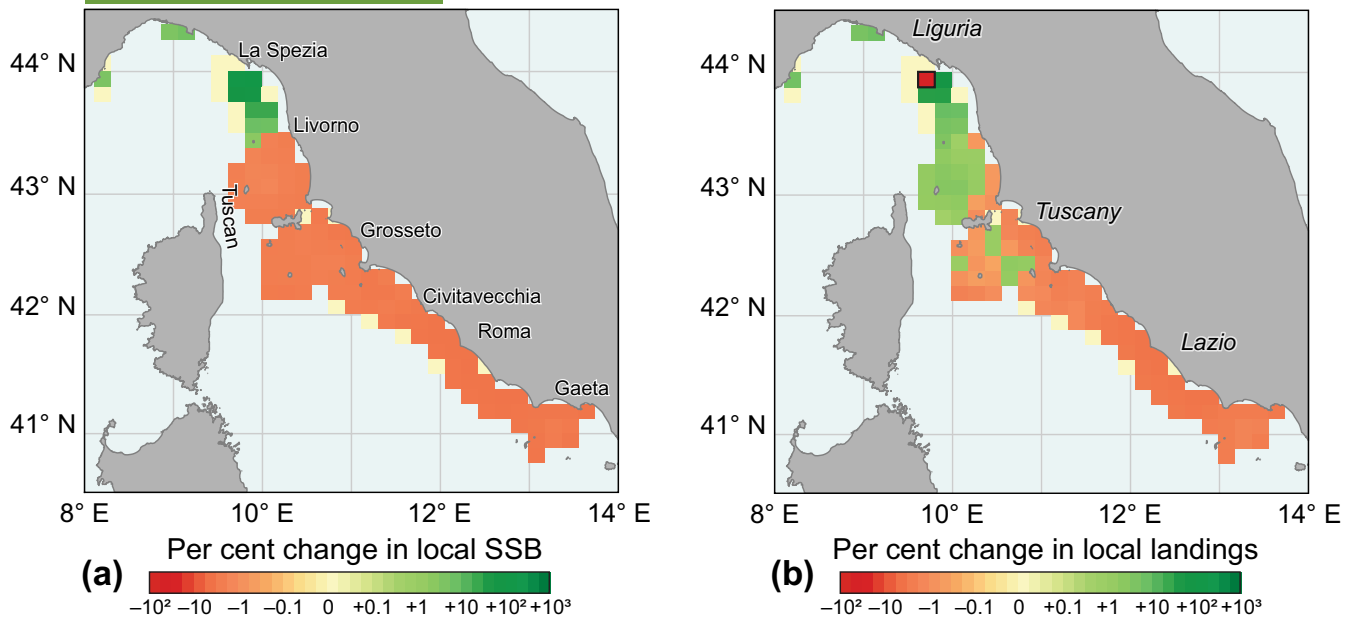 44° N
43° N
42° N
41° N
La Spezia
Livorno
Tuscan
Grosseto
Civitavecchia
Roma
Gaeta
8° E
10° E
12° E
14° E
Per cent change in local SSB
(a)
–10² –10 –1 –0.1 0 +0.1 +1 +10 +10² +10³
44° N
43° N
42° N
41° N
Liguria
Tuscany
Lazio
8° E
10° E
12° E
14° E
Per cent change in local landings
(b)
–10² –10 –1 –0.1 0 +0.1 +1 +10 +10² +10³